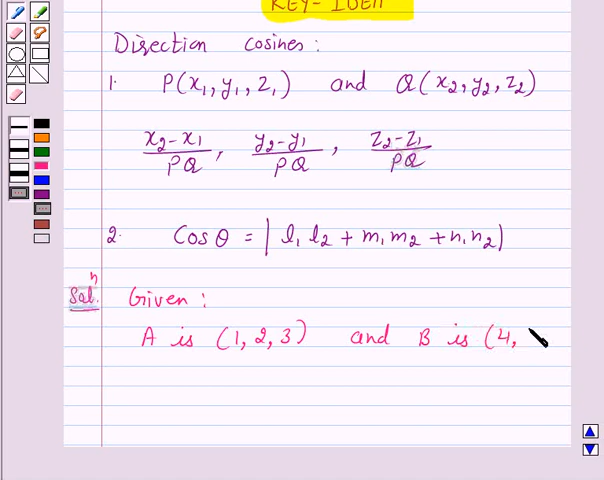 KEY-IDEA
Direction cosines:
1. P(x₁, y₁, z₁) and Q(x₂, y₂, z₂)
x₂-x₁/PQ, y₂-y₁/PQ, z₂-z₁/PQ
2. Cos θ = | l₁ l₂ + m₁ m₂ + n₁ n₂ |
Solⁿ. Given:
A is (1, 2, 3) and B is (4,